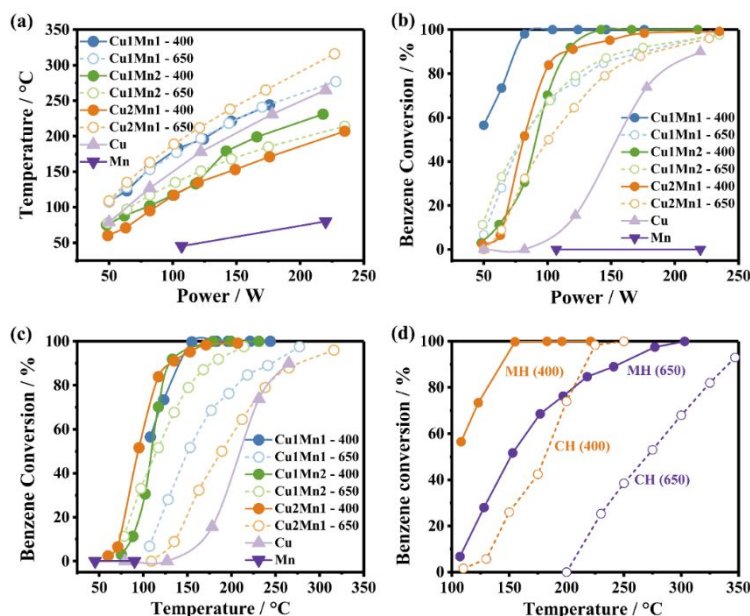 (a)
350
300
250
200
150
100
50
0
Temperature / °C
Cu1Mn1 - 400
Cu1Mn1 - 650
Cu1Mn2 - 400
Cu1Mn2 - 650
Cu2Mn1 - 400
Cu2Mn1 - 650
Cu
Mn
0 50 100 150 200 250
Power / W
(b)
100
80
60
40
20
0
Benzene Conversion / %
Cu1Mn1 - 400
Cu1Mn1 - 650
Cu1Mn2 - 400
Cu1Mn2 - 650
Cu2Mn1 - 400
Cu2Mn1 - 650
Cu
Mn
50 100 150 200 250
Power / W
(c)
100
80
60
40
20
0
Benzene Conversion / %
Cu1Mn1 - 400
Cu1Mn1 - 650
Cu1Mn2 - 400
Cu1Mn2 - 650
Cu2Mn1 - 400
Cu2Mn1 - 650
Cu
Mn
50 100 150 200 250 300 350
Temperature / °C
(d)
100
80
60
40
20
0
Benzene conversion / %
MH (400)
MH (650)
CH (400)
CH (650)
100 150 200 250 300 350
Temperature / °C